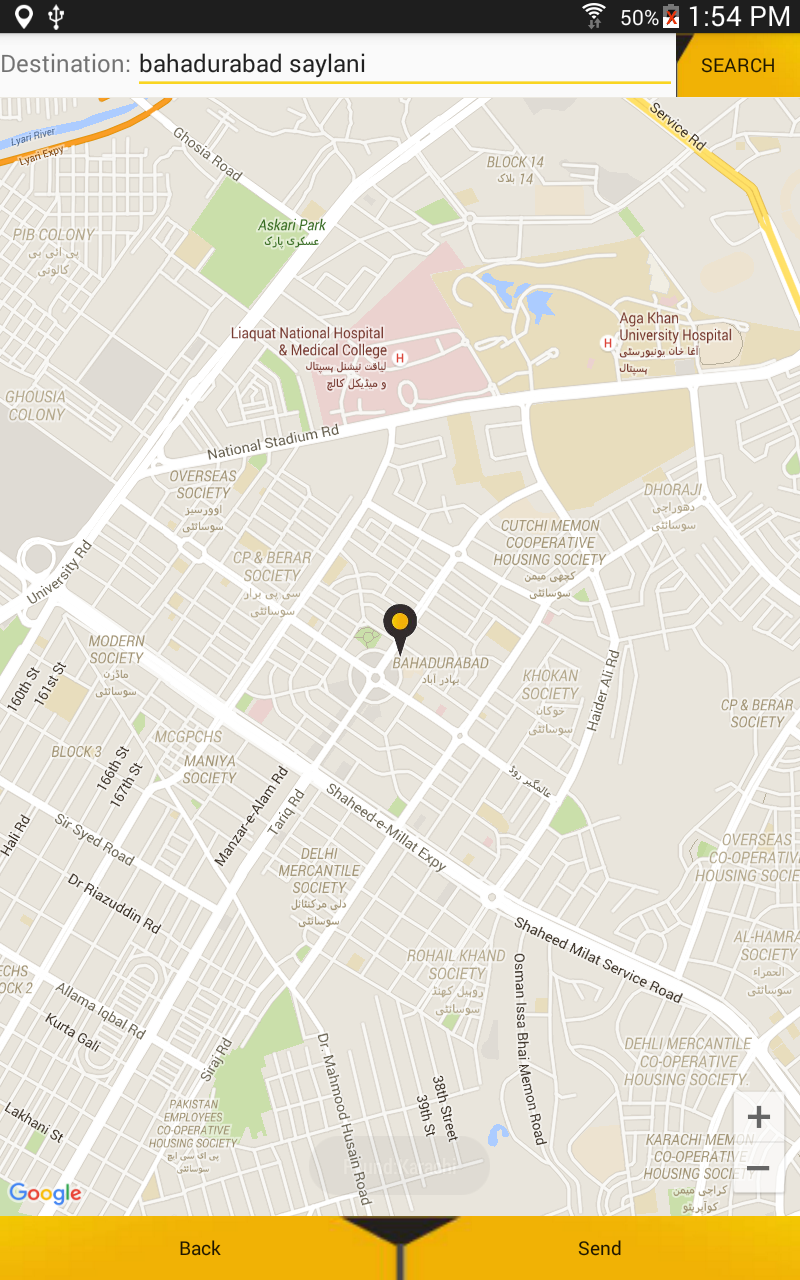 50% 1:54 PM
Destination: bahadurabad saylani
SEARCH
Lyari River
Lyari Expy
Ghosia Road
Service Rd
BLOCK 14
بلاک 14
Askari Park
عسکری پارک
PIB COLONY
پی آئی بی
کالونی
Liaquat National Hospital
& Medical College
لیاقت نیشنل ہسپتال
و میڈیکل کالج
H
Aga Khan
University Hospital
آغا خان یونیورسٹی
ہسپتال
H
GHOUSIA
COLONY
National Stadium Rd
OVERSEAS
SOCIETY
اوورسیز
سوسائٹی
DHORAJI
دھوراجی
سوسائٹی
CUTCHI MEMON
COOPERATIVE
HOUSING SOCIETY
کچھی میمن
سوسائٹی
University Rd
CP & BERAR
SOCIETY
سی پی برار
سوسائٹی
MODERN
SOCIETY
ماڈرن
سوسائٹی
BAHADURABAD
بہادر آباد
KHOKAN
SOCIETY
خوکان
سوسائٹی
Haider Ali Rd
160th St
161st St
CP & BERAR
SOCIETY
MCGPCHS
MANIYA
SOCIETY
BLOCK 3
166th St
167th St
عالمگیر روڈ
Manzar-e-Alam Rd
Tariq Rd
Shaheed-e-Millat Expy
Hali Rd
Sir Syed Road
DELHI
MERCANTILE
SOCIETY
دلی مرکنٹائل
سوسائٹی
OVERSEAS
CO-OPERATIVE
HOUSING SOCIE
Dr Riazuddin Rd
Shaheed Milat Service Road
AL-HAMRA
SOCIETY
الحمراء
سوسائٹی
ROHAIL KHAND
SOCIETY
روہیل کھنڈ
سوسائٹی
Osman Issa Bhai Memon Road
ECHS
OCK 2
Allama Iqbal Rd
Kurta Gali
Siraj Rd
Dr. Mahmood Husain Road
DEHLI MERCANTILE
CO-OPERATIVE
HOUSING SOCIETY.
38th Street
39th St
Lakhani St
PAKISTAN
EMPLOYEES
CO-OPERATIVE
HOUSING SOCIETY
پی ای سی ایچ
سوسائٹی
KARACHI MEMON
CO-OPERATIVE
HOUSING SOCIETY
کراچی میمن
کواپریٹو
+
−
Found:Karachi
Google
Back
Send